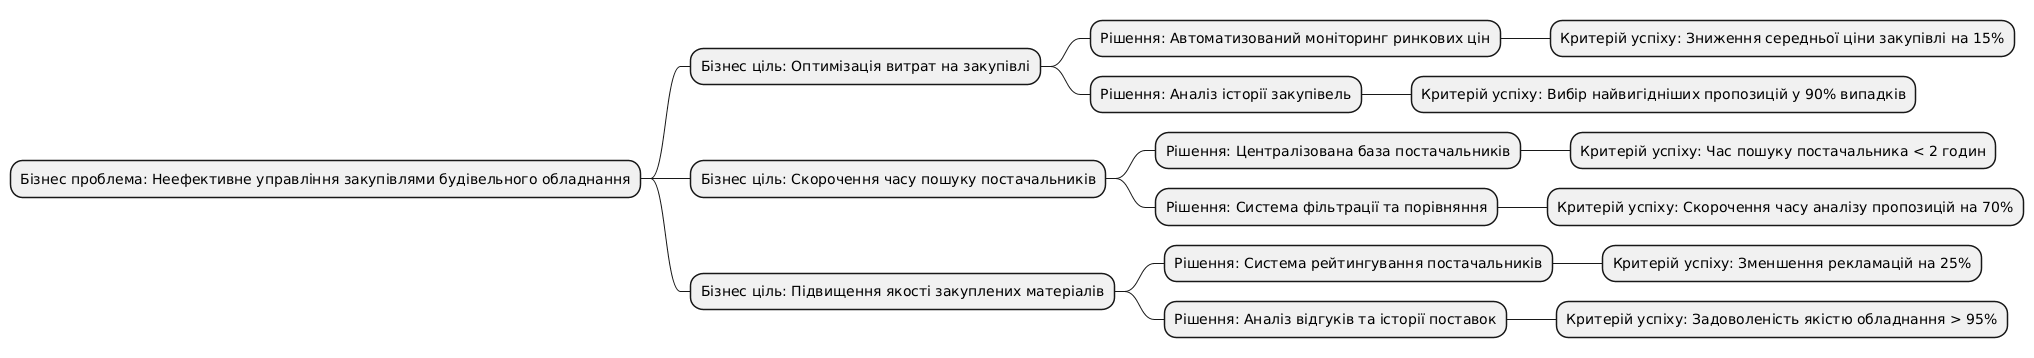 Бізнес проблема: Неефективне управління закупівлями будівельного обладнання
Бізнес ціль: Оптимізація витрат на закупівлі
Рішення: Автоматизований моніторинг ринкових цін
Критерій успіху: Зниження середньої ціни закупівлі на 15%
Рішення: Аналіз історії закупівель
Критерій успіху: Вибір найвигідніших пропозицій у 90% випадків
Бізнес ціль: Скорочення часу пошуку постачальників
Рішення: Централізована база постачальників
Критерій успіху: Час пошуку постачальника < 2 годин
Рішення: Система фільтрації та порівняння
Критерій успіху: Скорочення часу аналізу пропозицій на 70%
Бізнес ціль: Підвищення якості закуплених матеріалів
Рішення: Система рейтингування постачальників
Критерій успіху: Зменшення рекламацій на 25%
Рішення: Аналіз відгуків та історії поставок
Критерій успіху: Задоволеність якістю обладнання > 95%